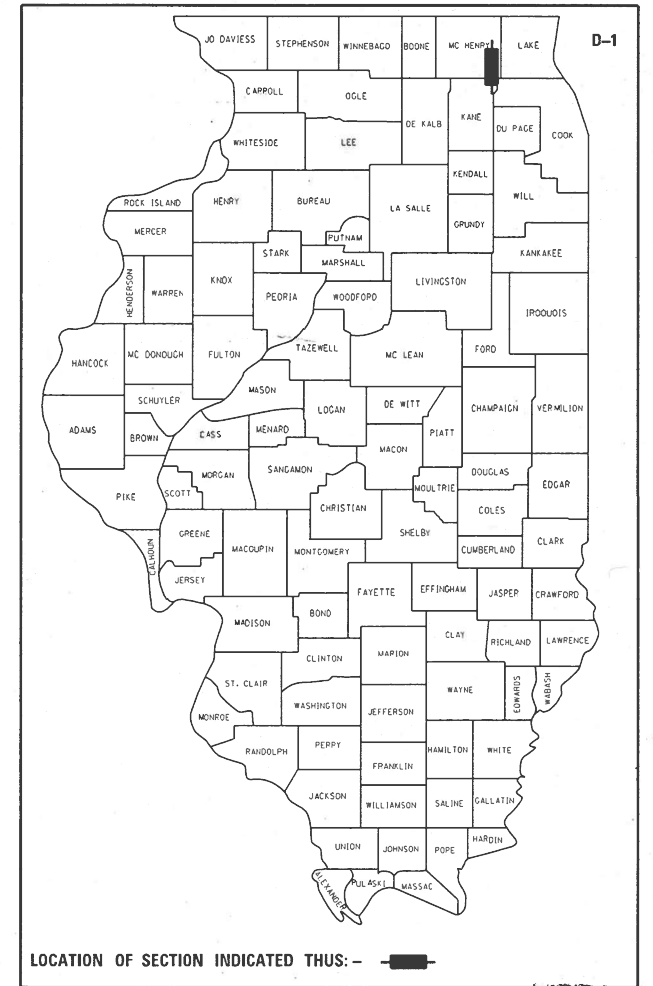 JO DAVIESS STEPHENSON WINNEBAGO BOONE MC HENRY LAKE D-1
CARROLL OGLE DE KALB KANE DU PAGE COOK
WHITESIDE LEE
KENDALL
ROCK ISLAND HENRY BUREAU LA SALLE WILL
MERCER PUTNAM GRUNDY
STARK MARSHALL KANKAKEE
HENDERSON WARREN KNOX PEORIA WOODFORD LIVINGSTON
IROQUOIS
HANCOCK MC DONOUGH FULTON TAZEWELL MC LEAN FORD
SCHUYLER MASON
ADAMS BROWN CASS MENARD LOGAN DE WITT PIATT CHAMPAIGN VERMILION
MACON
PIKE SCOTT MORGAN SANGAMON MOULTRIE DOUGLAS EDGAR
CHRISTIAN COLES
CALHOUN GREENE MACOUPIN MONTGOMERY SHELBY CUMBERLAND CLARK
JERSEY
MADISON BOND FAYETTE EFFINGHAM JASPER CRAWFORD
CLINTON MARION CLAY RICHLAND LAWRENCE
ST. CLAIR WAYNE EDWARDS WABASH
MONROE WASHINGTON JEFFERSON
RANDOLPH PERRY HAMILTON WHITE
FRANKLIN
JACKSON WILLIAMSON SALINE GALLATIN
UNION JOHNSON POPE HARDIN
ALEXANDER PULASKI MASSAC
LOCATION OF SECTION INDICATED THUS: –